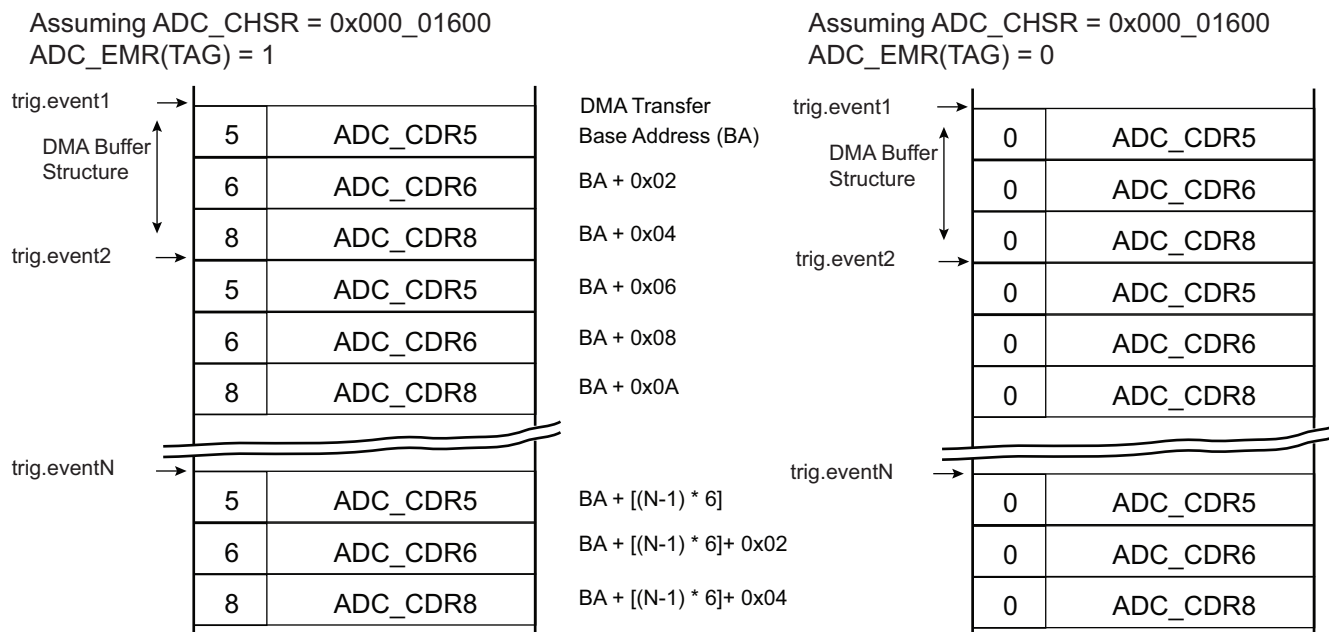 Assuming ADC_CHSR = 0x000_01600
ADC_EMR(TAG) = 1
trig.event1
DMA Buffer
Structure
5 ADC_CDR5
6 ADC_CDR6
8 ADC_CDR8
trig.event2
5 ADC_CDR5
6 ADC_CDR6
8 ADC_CDR8
trig.eventN
5 ADC_CDR5
6 ADC_CDR6
8 ADC_CDR8
DMA Transfer
Base Address (BA)
BA + 0x02
BA + 0x04
BA + 0x06
BA + 0x08
BA + 0x0A
BA + [(N-1) * 6]
BA + [(N-1) * 6]+ 0x02
BA + [(N-1) * 6]+ 0x04
Assuming ADC_CHSR = 0x000_01600
ADC_EMR(TAG) = 0
trig.event1
DMA Buffer
Structure
0 ADC_CDR5
0 ADC_CDR6
0 ADC_CDR8
trig.event2
0 ADC_CDR5
0 ADC_CDR6
0 ADC_CDR8
trig.eventN
0 ADC_CDR5
0 ADC_CDR6
0 ADC_CDR8